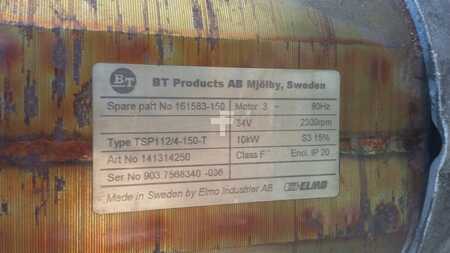 BT BT Products AB Mjölby, Sweden
Spare part No 161583-150 Motor 3 ~ 80Hz
34V 2300rpm
Type TSP112/4-150-T 10kW S3 15%
Art No 141314250 Class F Encl. IP 20
Ser No 903 7568340 -036
Made in Sweden by Elmo Industrier AB ELMO